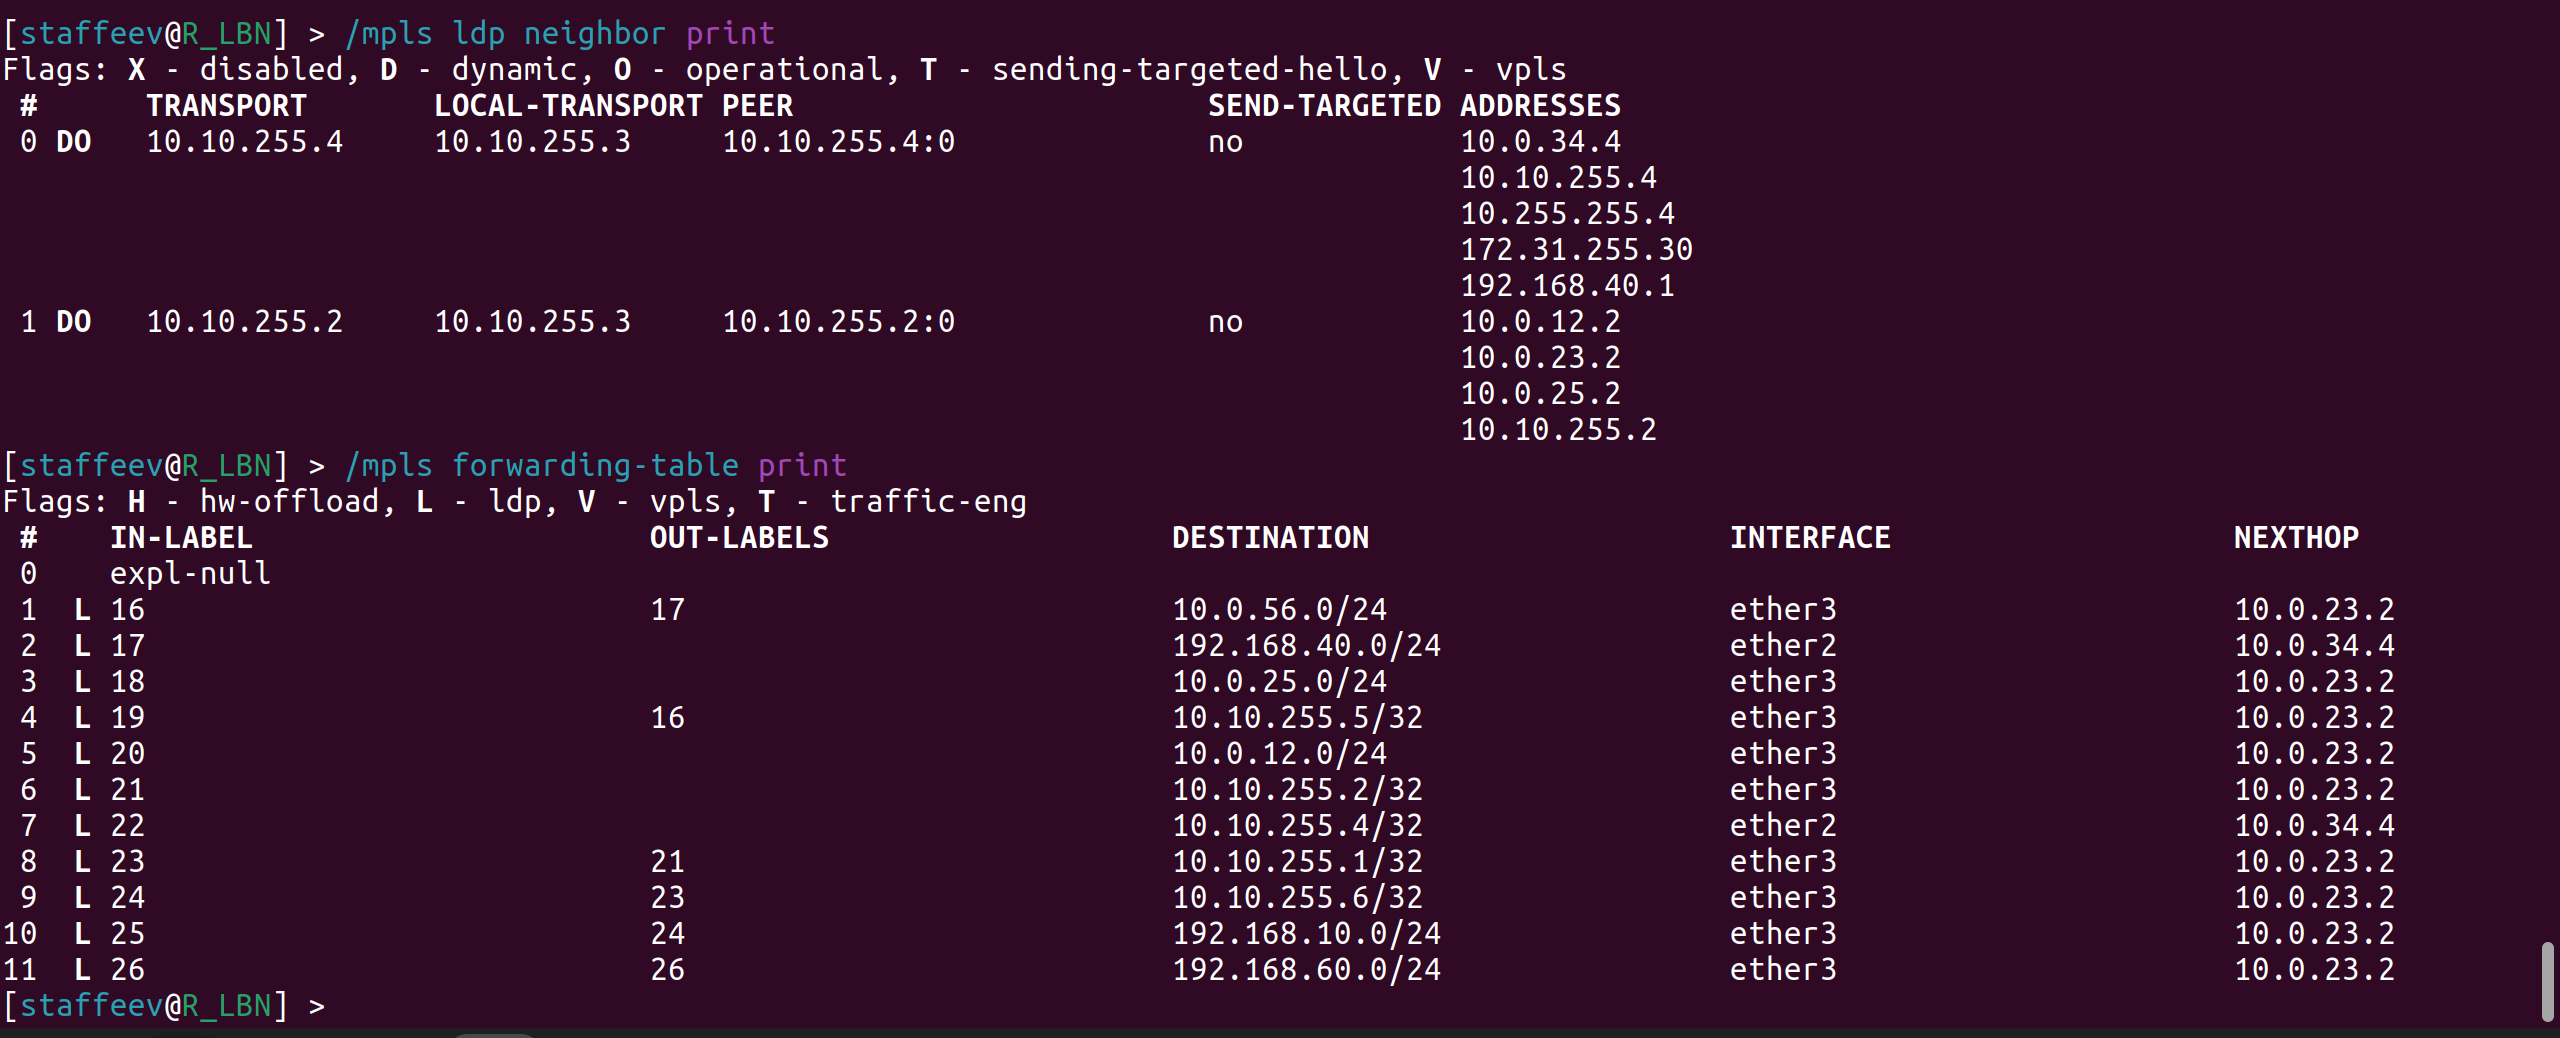 [staffeev@R_LBN] > /mpls ldp neighbor print
Flags: X - disabled, D - dynamic, O - operational, T - sending-targeted-hello, V - vpls
 #      TRANSPORT       LOCAL-TRANSPORT PEER                       SEND-TARGETED ADDRESSES
 0 DO   10.10.255.4     10.10.255.3     10.10.255.4:0              no            10.0.34.4
                                                                                 10.10.255.4
                                                                                 10.255.255.4
                                                                                 172.31.255.30
                                                                                 192.168.40.1
 1 DO   10.10.255.2     10.10.255.3     10.10.255.2:0              no            10.0.12.2
                                                                                 10.0.23.2
                                                                                 10.0.25.2
                                                                                 10.10.255.2
[staffeev@R_LBN] > /mpls forwarding-table print
Flags: H - hw-offload, L - ldp, V - vpls, T - traffic-eng
 #    IN-LABEL                      OUT-LABELS                   DESTINATION                    INTERFACE                   NEXTHOP
 0    expl-null
 1  L 16                            17                           10.0.56.0/24                   ether3                      10.0.23.2
 2  L 17                                                         192.168.40.0/24                ether2                      10.0.34.4
 3  L 18                                                         10.0.25.0/24                   ether3                      10.0.23.2
 4  L 19                            16                           10.10.255.5/32                 ether3                      10.0.23.2
 5  L 20                                                         10.0.12.0/24                   ether3                      10.0.23.2
 6  L 21                                                         10.10.255.2/32                 ether3                      10.0.23.2
 7  L 22                                                         10.10.255.4/32                 ether2                      10.0.34.4
 8  L 23                            21                           10.10.255.1/32                 ether3                      10.0.23.2
 9  L 24                            23                           10.10.255.6/32                 ether3                      10.0.23.2
10  L 25                            24                           192.168.10.0/24                ether3                      10.0.23.2
11  L 26                            26                           192.168.60.0/24                ether3                      10.0.23.2
[staffeev@R_LBN] >